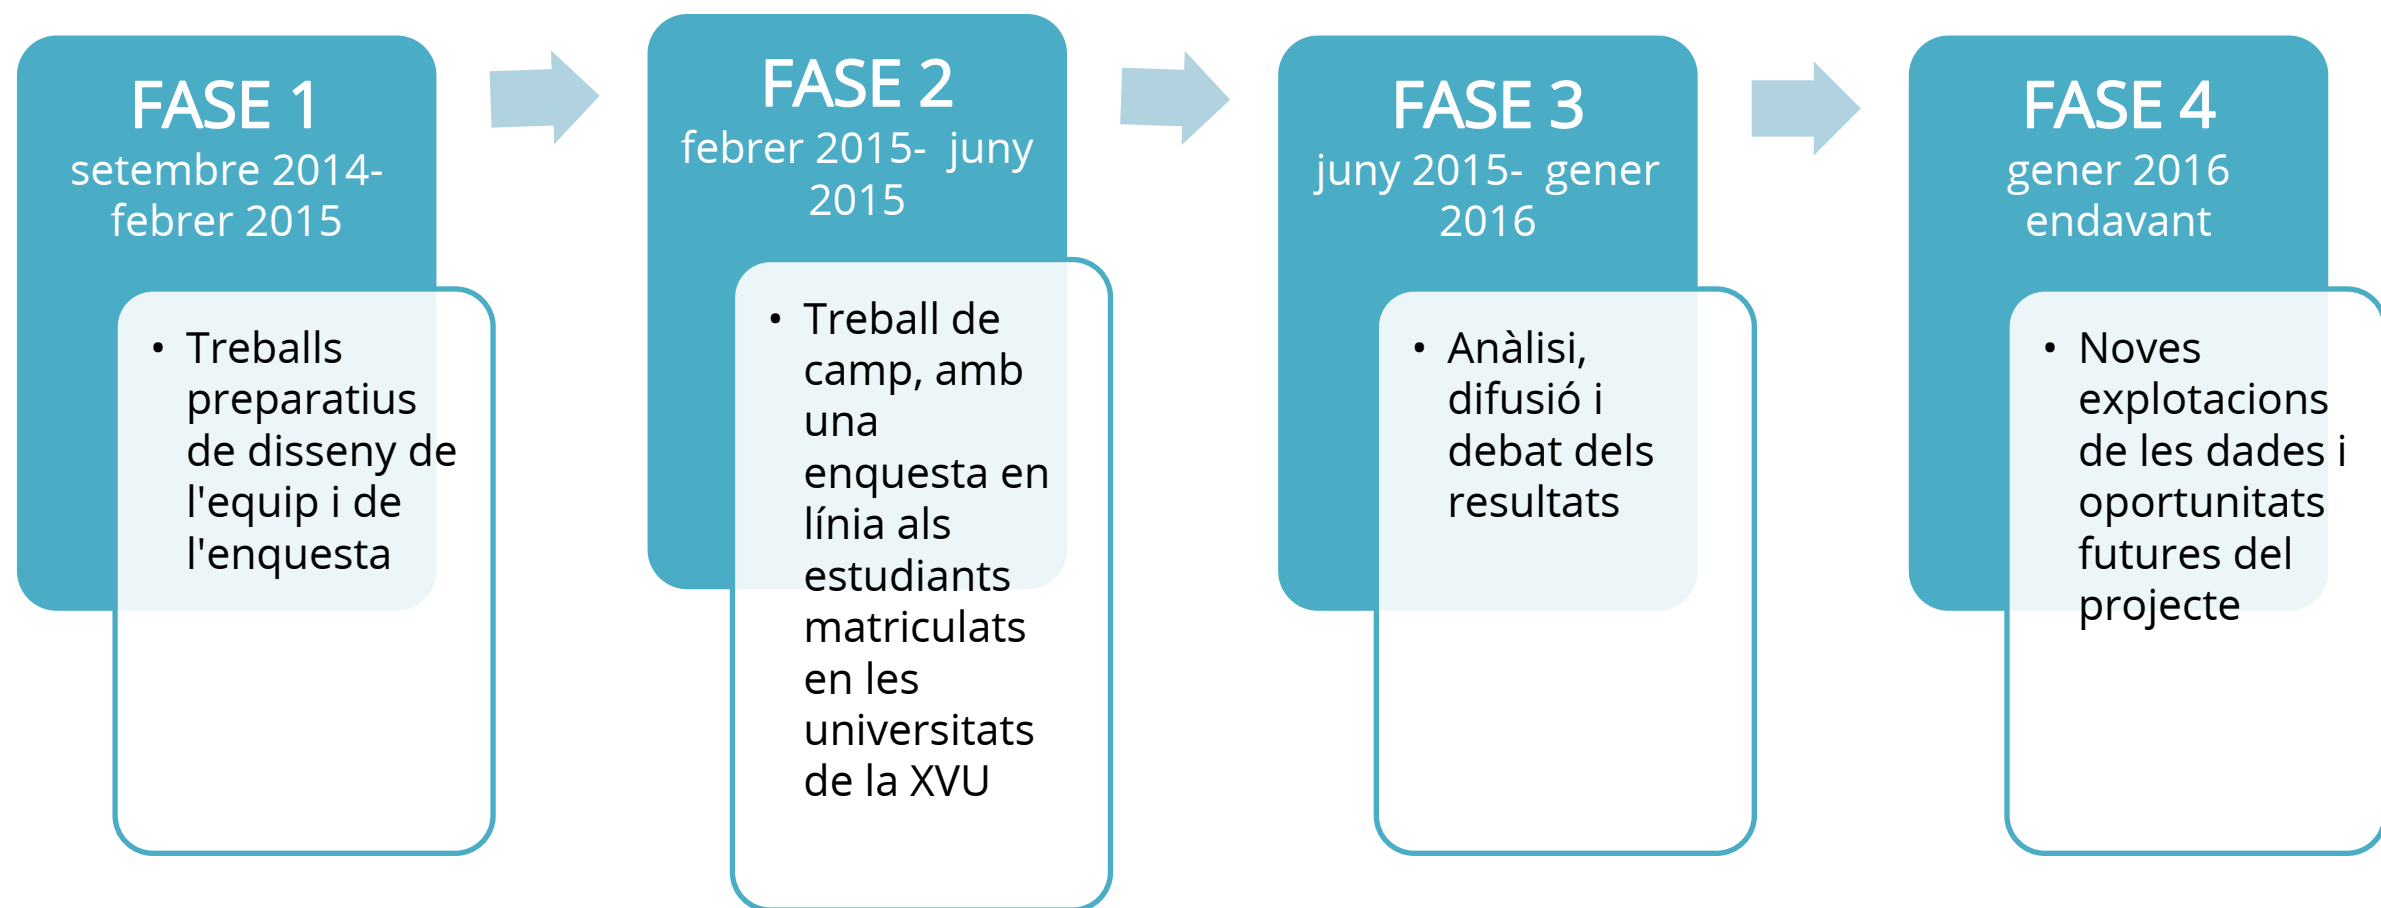 FASE 1
setembre 2014-
febrer 2015
• Treballs
preparatius
de disseny de
l'equip i de
l'enquesta
FASE 2
febrer 2015-  juny
2015
• Treball de
camp, amb
una
enquesta en
línia als
estudiants
matriculats
en les
universitats
de la XVU
FASE 3
juny 2015-  gener
2016
• Anàlisi,
difusió i
debat dels
resultats
FASE 4
gener 2016
endavant
• Noves
explotacions
de les dades i
oportunitats
futures del
projecte